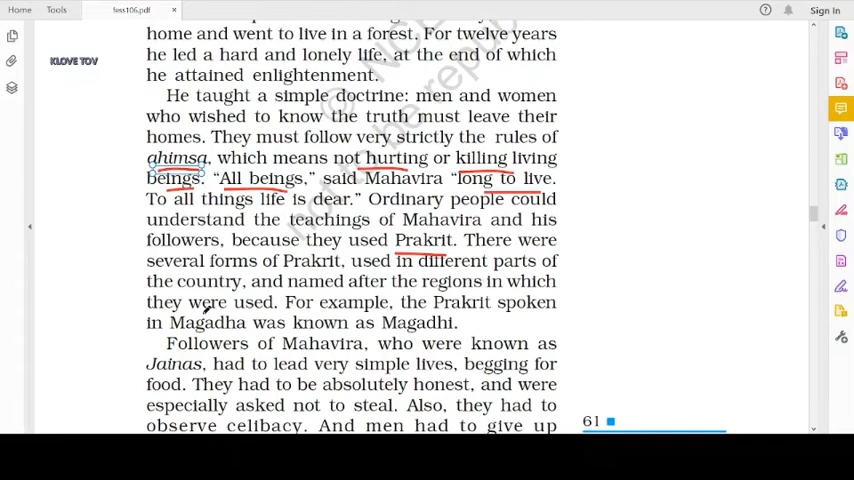 Home Tools fess106.pdf × Sign In
home and went to live in a forest. For twelve years
he led a hard and lonely life, at the end of which
KLOVE TOV
he attained enlightenment.
He taught a simple doctrine: men and women
who wished to know the truth must leave their
homes. They must follow very strictly the rules of
ahimsa, which means not hurting or killing living
beings. “All beings,” said Mahavira “long to live.
To all things life is dear.” Ordinary people could
understand the teachings of Mahavira and his
followers, because they used Prakrit. There were
several forms of Prakrit, used in different parts of
the country, and named after the regions in which
they were used. For example, the Prakrit spoken
in Magadha was known as Magadhi.
Followers of Mahavira, who were known as
Jainas, had to lead very simple lives, begging for
food. They had to be absolutely honest, and were
especially asked not to steal. Also, they had to
observe celibacy. And men had to give up
61
© NC
not to be repu